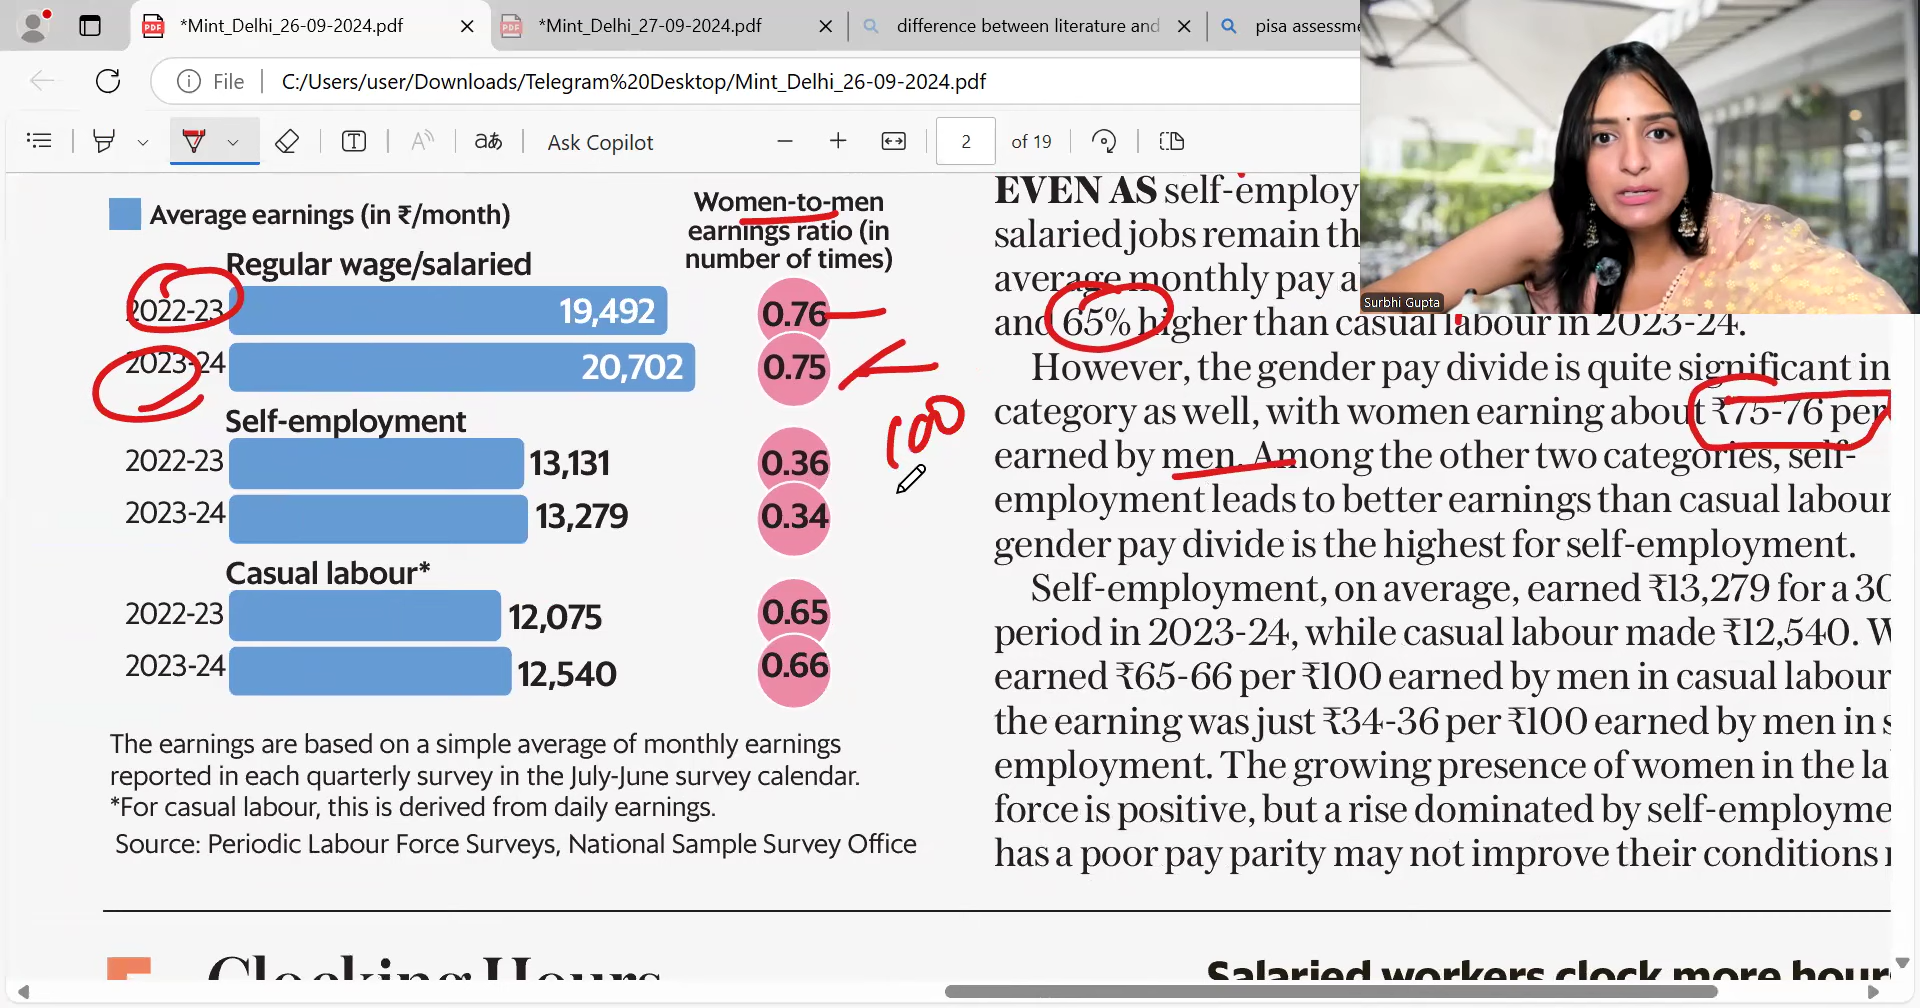 *Mint_Delhi_26-09-2024.pdf
*Mint_Delhi_27-09-2024.pdf
difference between literature and
pisa assessme
File
C:/Users/user/Downloads/Telegram%20Desktop/Mint_Delhi_26-09-2024.pdf
Ask Copilot
2 of 19
Surbhi Gupta
Average earnings (in ₹/month)
Women-to-men
earnings ratio (in
number of times)
Regular wage/salaried
2022-23 19,492 0.76
2023-24 20,702 0.75
100
Self-employment
2022-23 13,131 0.36
2023-24 13,279 0.34
Casual labour*
2022-23 12,075 0.65
2023-24 12,540 0.66
The earnings are based on a simple average of monthly earnings
reported in each quarterly survey in the July-June survey calendar.
*For casual labour, this is derived from daily earnings.
Source: Periodic Labour Force Surveys, National Sample Survey Office
EVEN AS self-employ
salaried jobs remain th
average monthly pay a
and 65% higher than casual labour in 2023-24.
However, the gender pay divide is quite significant in
category as well, with women earning about ₹75-76 per
earned by men. Among the other two categories, self-
employment leads to better earnings than casual labour
gender pay divide is the highest for self-employment.
Self-employment, on average, earned ₹13,279 for a 30
period in 2023-24, while casual labour made ₹12,540. W
earned ₹65-66 per ₹100 earned by men in casual labour
the earning was just ₹34-36 per ₹100 earned by men in s
employment. The growing presence of women in the la
force is positive, but a rise dominated by self-employme
has a poor pay parity may not improve their conditions
Clocking Hours
Salaried workers clock more hour